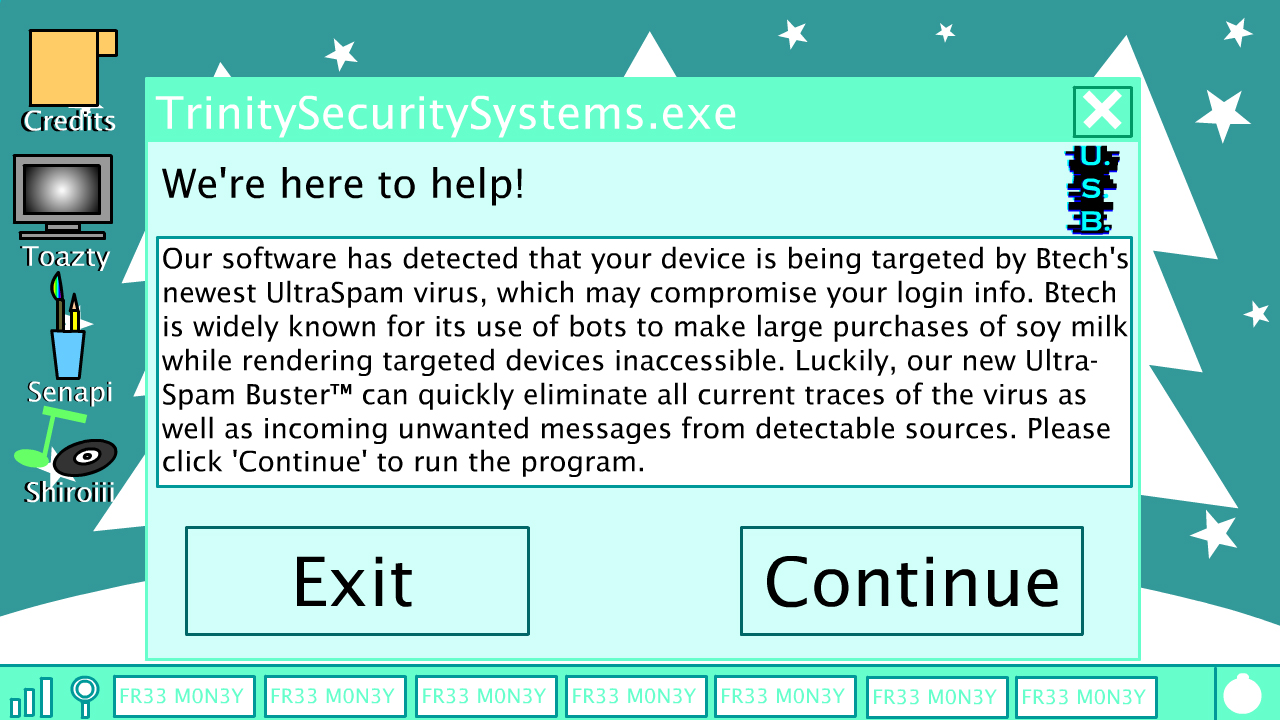 Credits
Toazty
Senapi
Shiroiii
TrinitySecuritySystems.exe
We're here to help!
U.
S
B.
Our software has detected that your device is being targeted by Btech's
newest UltraSpam virus, which may compromise your login info. Btech
is widely known for its use of bots to make large purchases of soy milk
while rendering targeted devices inaccessible. Luckily, our new Ultra-
Spam Buster™ can quickly eliminate all current traces of the virus as
well as incoming unwanted messages from detectable sources. Please
click 'Continue' to run the program.
Exit
Continue
FR33 M0N3Y
FR33 M0N3Y
FR33 M0N3Y
FR33 M0N3Y
FR33 M0N3Y
FR33 M0N3Y
FR33 M0N3Y